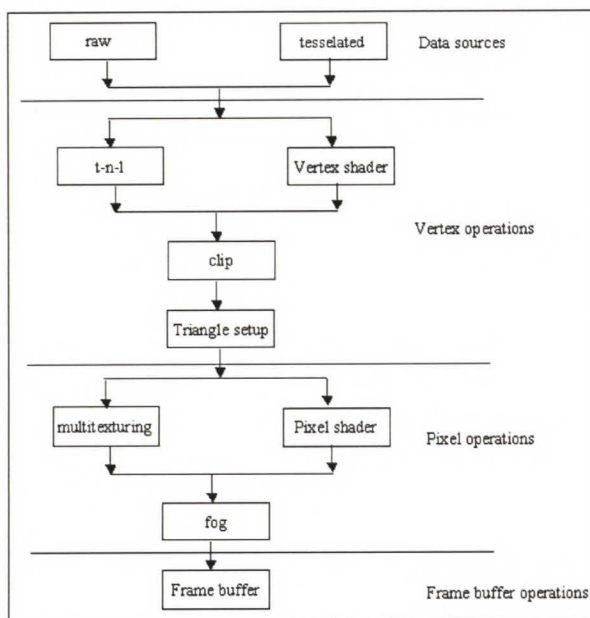 raw
tesselated
Data sources
t-n-l
Vertex shader
Vertex operations
clip
Triangle setup
multitexturing
Pixel shader
Pixel operations
fog
Frame buffer
Frame buffer operations